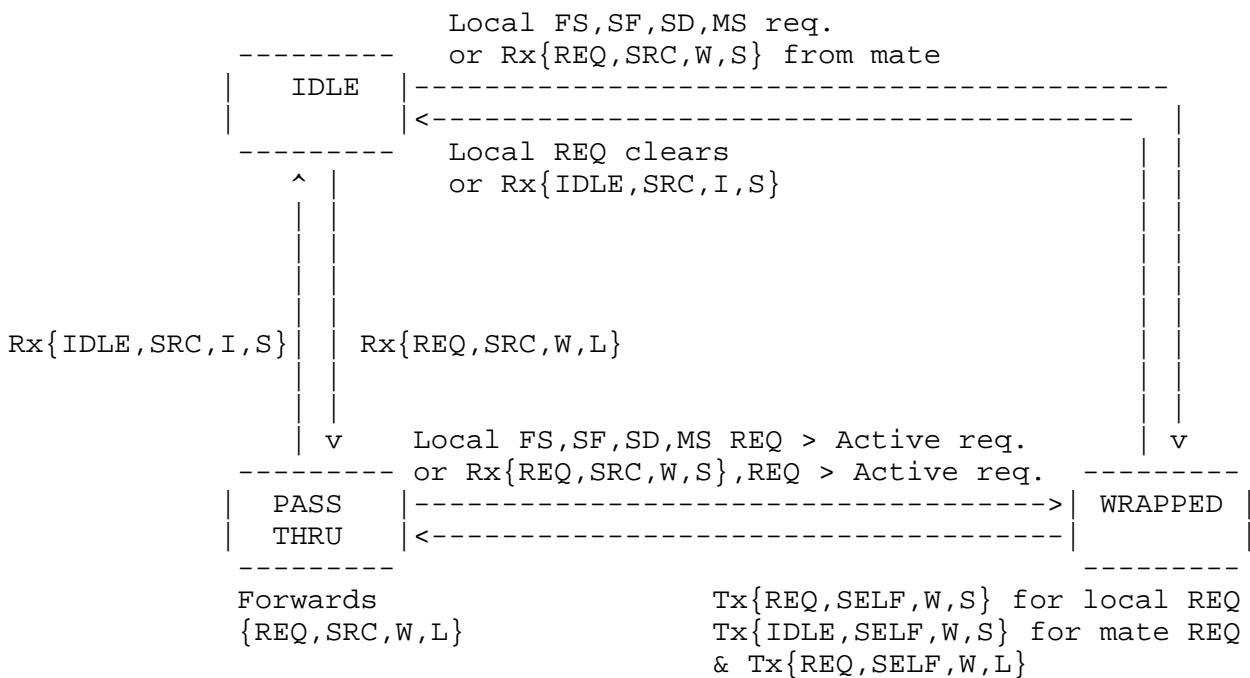 Local FS,SF,SD,MS req.
or Rx{REQ,SRC,W,S} from mate
IDLE
Local REQ clears
or Rx{IDLE,SRC,I,S}
Rx{IDLE,SRC,I,S} Rx{REQ,SRC,W,L}
v Local FS,SF,SD,MS REQ > Active req. v
or Rx{REQ,SRC,W,S},REQ > Active req.
PASS WRAPPED
THRU
Forwards Tx{REQ,SELF,W,S} for local REQ
{REQ,SRC,W,L} Tx{IDLE,SELF,W,S} for mate REQ
& Tx{REQ,SELF,W,L}